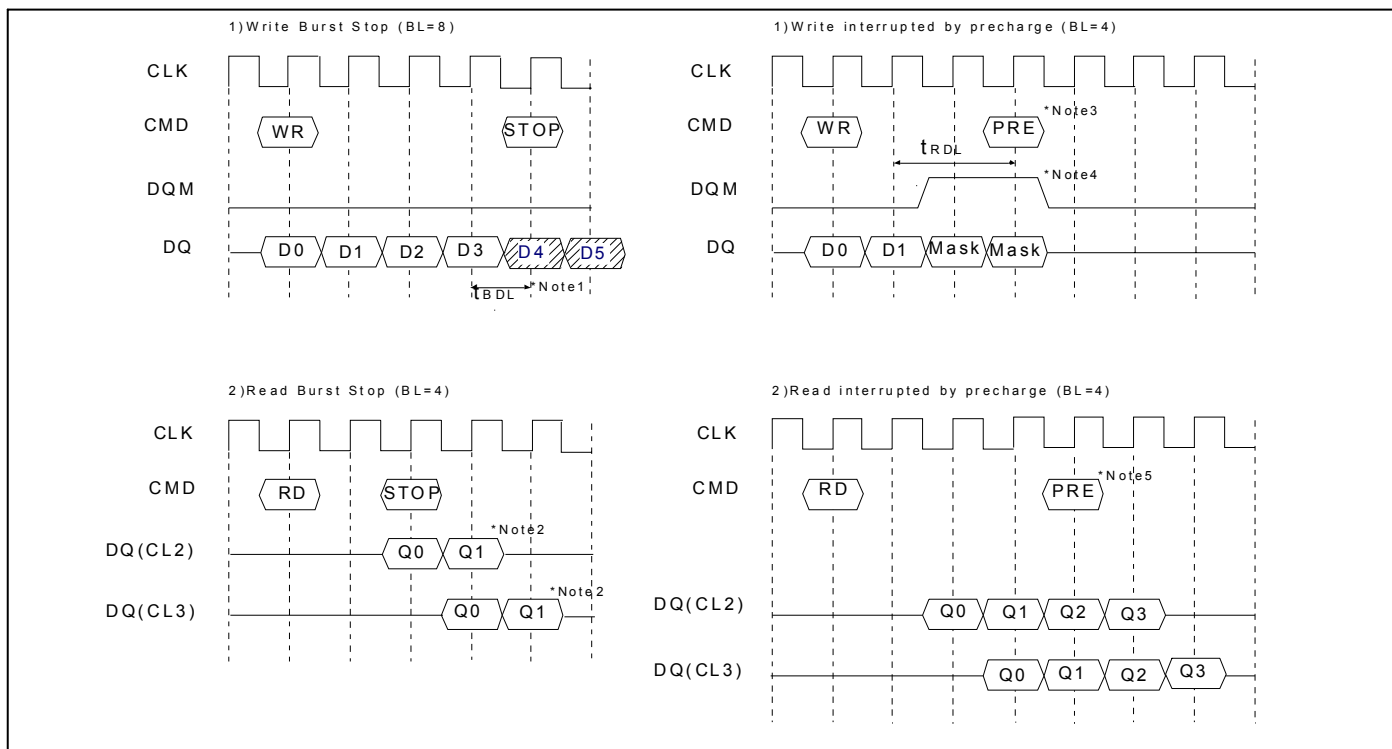 1)Write Burst Stop (BL=8)
CLK
CMD
WR
STOP
DQM
DQ
D0 D1 D2 D3 D4 D5
tBDL
*Note1
1)Write interrupted by precharge (BL=4)
CLK
CMD
WR
PRE
*Note3
tRDL
DQM
*Note4
DQ
D0 D1 Mask Mask
2)Read Burst Stop (BL=4)
CLK
CMD
RD
STOP
*Note2
DQ(CL2)
Q0 Q1
*Note2
DQ(CL3)
Q0 Q1
2)Read interrupted by precharge (BL=4)
CLK
CMD
RD
PRE
*Note5
DQ(CL2)
Q0 Q1 Q2 Q3
DQ(CL3)
Q0 Q1 Q2 Q3